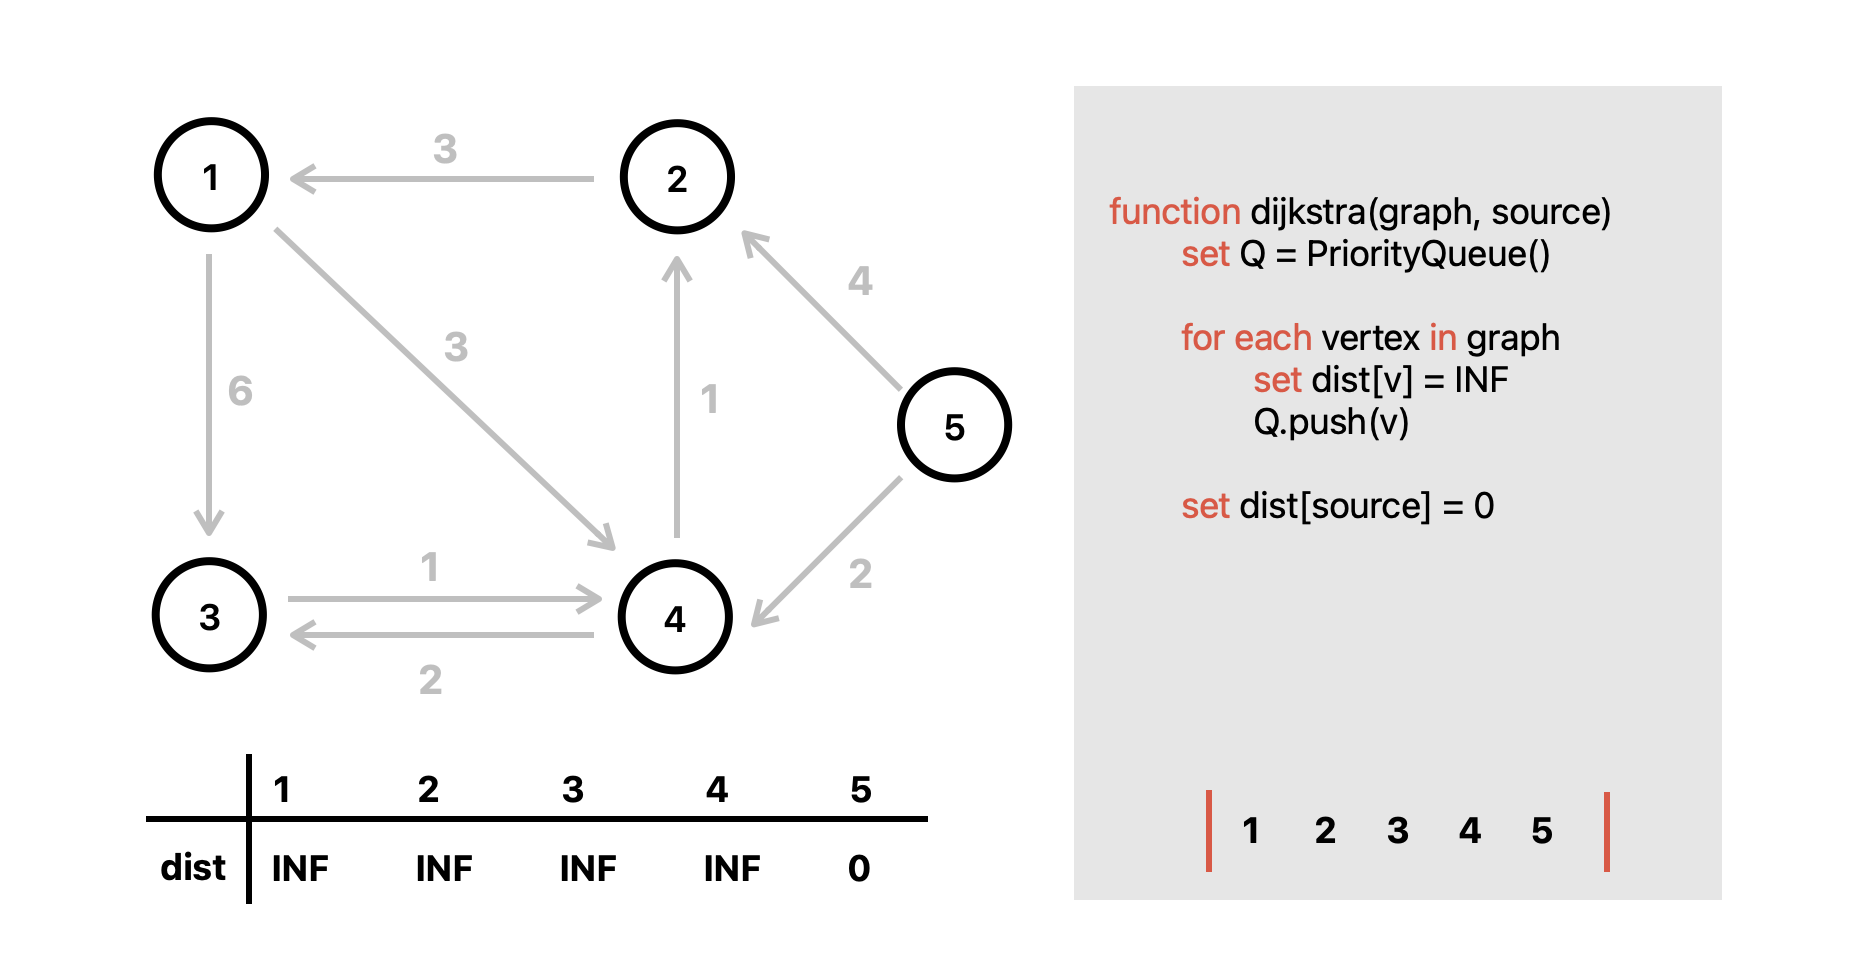 1
3
2
4
6
3
1
5
1
2
3
4
2
1 2 3 4 5
dist INF INF INF INF 0
function dijkstra(graph, source)
set Q = PriorityQueue()
for each vertex in graph
set dist[v] = INF
Q.push(v)
set dist[source] = 0
1 2 3 4 5